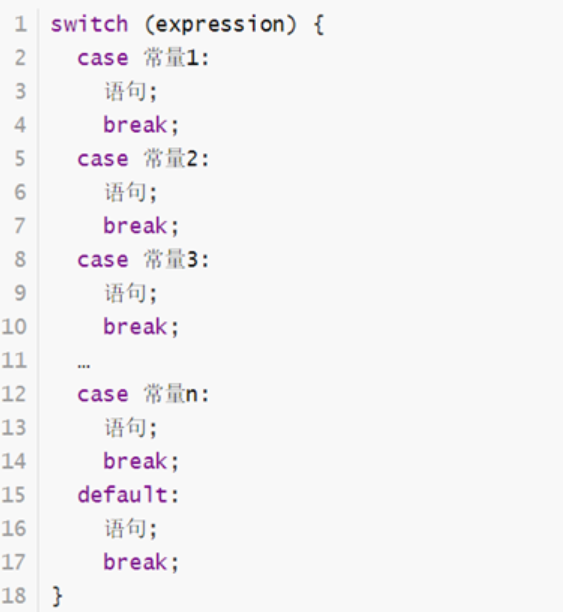 1 switch (expression) {
2 case 常量1:
3 语句;
4 break;
5 case 常量2:
6 语句;
7 break;
8 case 常量3:
9 语句;
10 break;
11 …
12 case 常量n:
13 语句;
14 break;
15 default:
16 语句;
17 break;
18 }